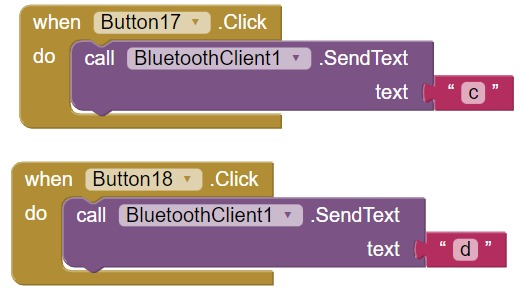 when Button17 .Click
do call BluetoothClient1 .SendText
text “ c ”
when Button18 .Click
do call BluetoothClient1 .SendText
text “ d ”